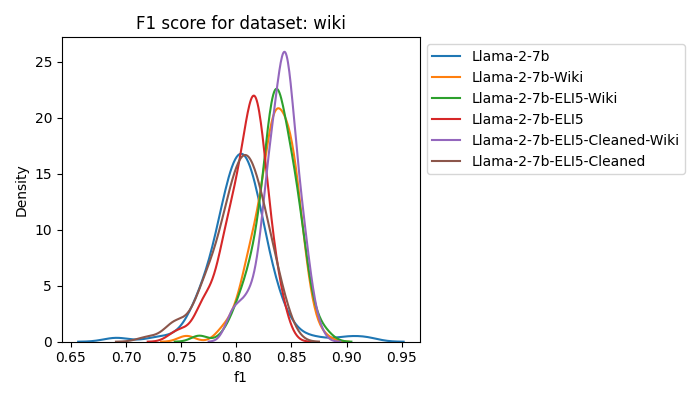 F1 score for dataset: wiki
Density
25
20
15
10
5
0
0.65 0.70 0.75 0.80 0.85 0.90 0.95
f1
Llama-2-7b
Llama-2-7b-Wiki
Llama-2-7b-ELI5-Wiki
Llama-2-7b-ELI5
Llama-2-7b-ELI5-Cleaned-Wiki
Llama-2-7b-ELI5-Cleaned